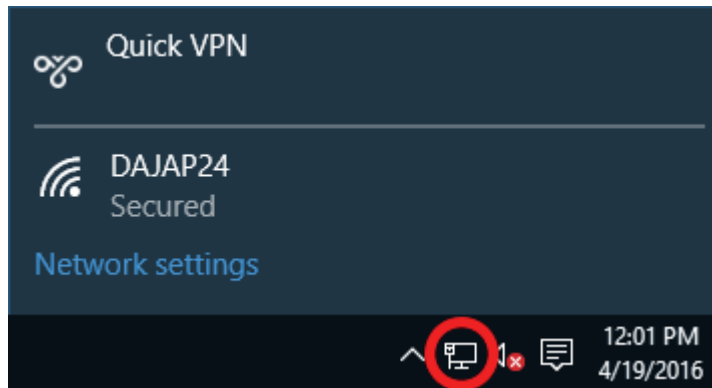 Quick VPN
DAJAP24
Secured
Network settings
12:01 PM
4/19/2016